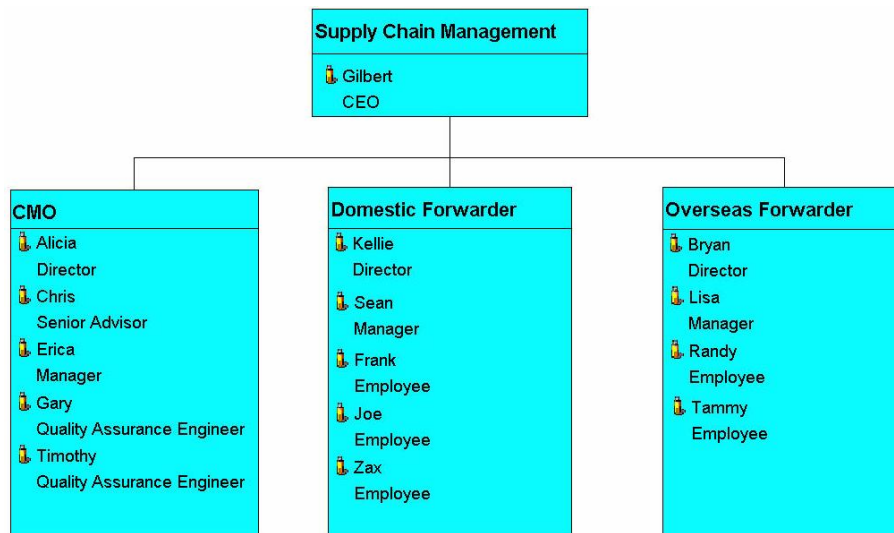 Supply Chain Management
Gilbert
CEO
CMO
Alicia
Director
Chris
Senior Advisor
Erica
Manager
Gary
Quality Assurance Engineer
Timothy
Quality Assurance Engineer
Domestic Forwarder
Kellie
Director
Sean
Manager
Frank
Employee
Joe
Employee
Zax
Employee
Overseas Forwarder
Bryan
Director
Lisa
Manager
Randy
Employee
Tammy
Employee